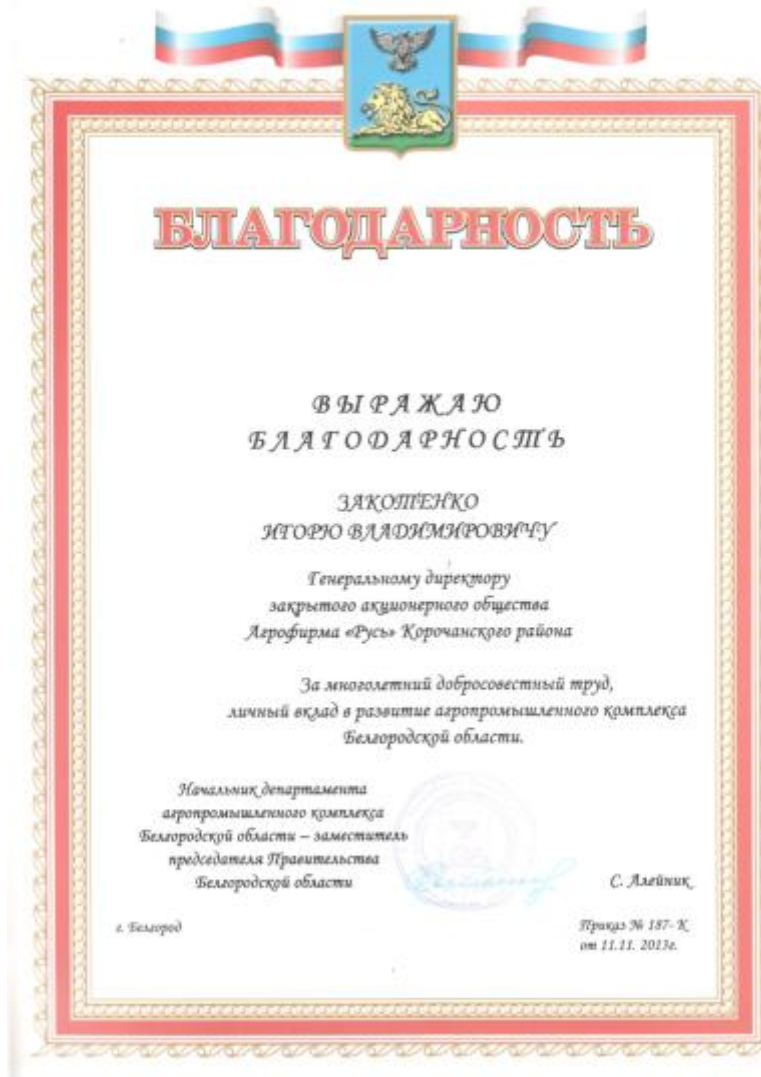 БЛАГОДАРНОСТЬ
ВЫРАЖАЮ
БЛАГОДАРНОСТЬ
ЗАКОТЕНКО
ИГОРЮ ВЛАДИМИРОВИЧУ
Генеральному директору
закрытого акционерного общества
Агрофирма «Русь» Корочанского района
За многолетний добросовестный труд,
личный вклад в развитие агропромышленного комплекса
Белгородской области.
Начальник департамента
агропромышленного комплекса
Белгородской области – заместитель
председателя Правительства
Белгородской области
С. Алейник
г. Белгород
Приказ № 187- К
от 11.11. 2013г.